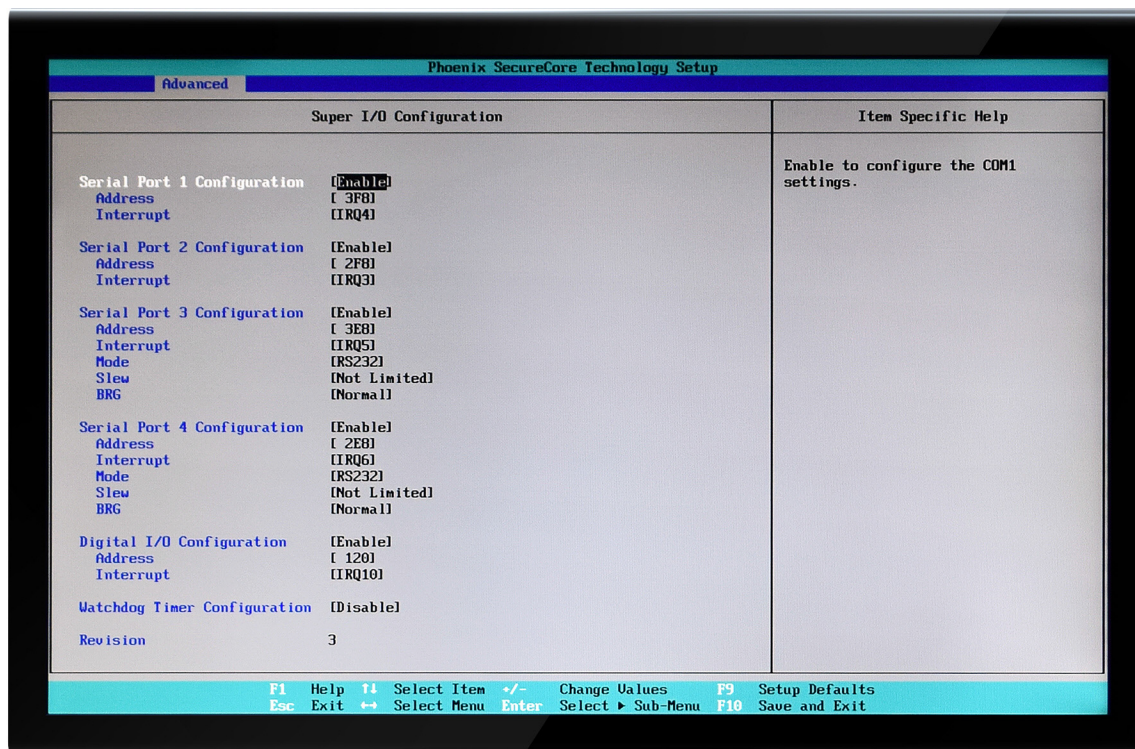 Phoenix SecureCore Technology Setup
Advanced
Super I/O Configuration
Item Specific Help
Enable to configure the COM1
settings.
Serial Port 1 Configuration [Enable]
Address [ 3F8]
Interrupt [IRQ4]
Serial Port 2 Configuration [Enable]
Address [ 2F8]
Interrupt [IRQ3]
Serial Port 3 Configuration [Enable]
Address [ 3E8]
Interrupt [IRQ5]
Mode [RS232]
Slew [Not Limited]
BRG [Normal]
Serial Port 4 Configuration [Enable]
Address [ 2E8]
Interrupt [IRQ6]
Mode [RS232]
Slew [Not Limited]
BRG [Normal]
Digital I/O Configuration [Enable]
Address [ 120]
Interrupt [IRQ10]
Watchdog Timer Configuration [Disable]
Revision 3
F1 Help ↑↓ Select Item +/- Change Values F9 Setup Defaults
Esc Exit ↔ Select Menu Enter Select ▶ Sub-Menu F10 Save and Exit